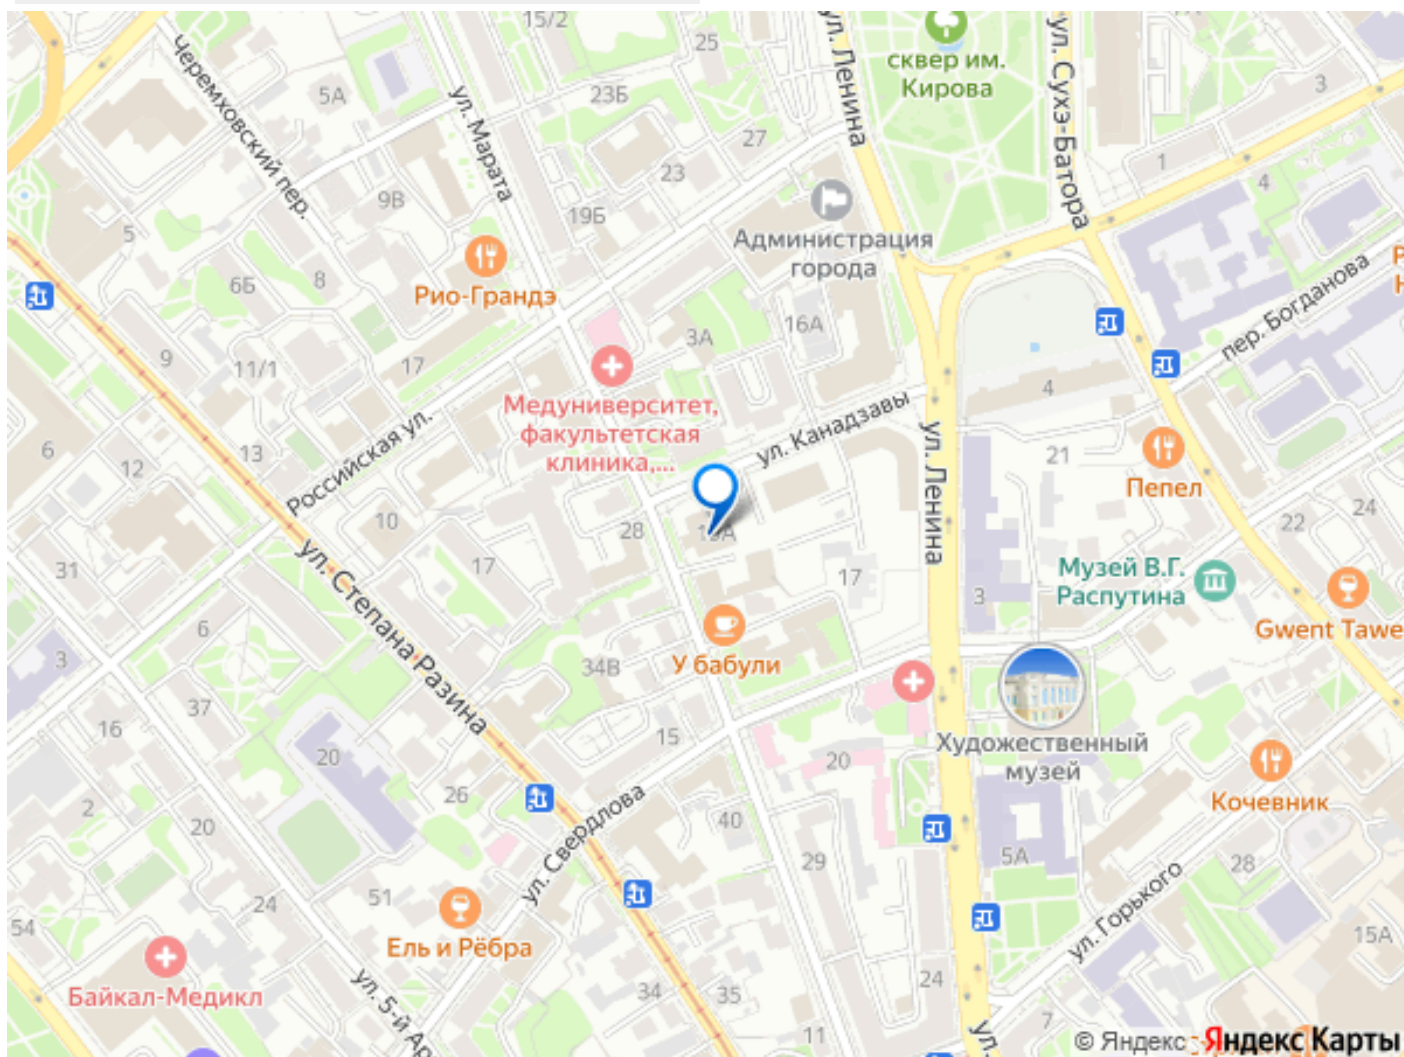 15/2
25
ул. Ленина
сквер им.
Кирова
ул. Сухэ-Батора
3
Черемховский пер.
5А
ул. Марата
23Б
27
1
4
9В
23
19Б
5
Администрация
города
пер. Богданова
6Б
8
Рио-Грандэ
16А
3А
9
11/1
17
4
Медуниверситет,
факультетская
клиника,...
ул. Канадзавы
ул. Ленина
Российская ул.
6
12
13
21
Пепел
10
28
22
24
ул. Степана Разина
17
17
31
Музей В.Г.
Распутина
3
6
Gwent Tawe
3
34В
У бабули
37
16
15
Художественный
музей
20
20
26
Кочевник
2
20
ул. Свердлова
40
29
5А
28
51
24
ул. Горького
54
Ель и Рёбра
15А
Байкал-Медикл
ул. 5-й Ар
34
35
24
11
7
ул.
© Яндекс
Яндекс Карты